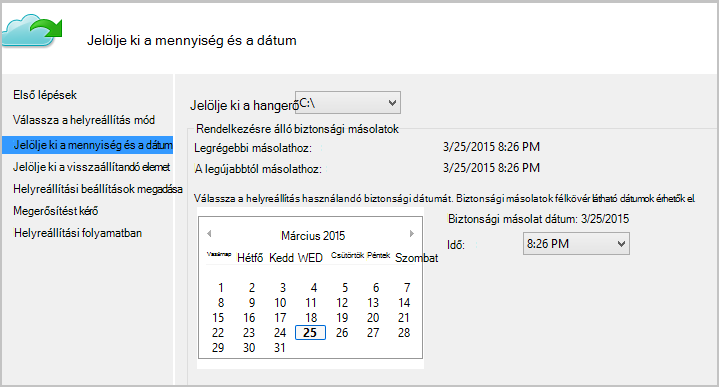 Jelölje ki a mennyiség és a dátum
Első lépések
Válassza a helyreállítás mód
Jelölje ki a mennyiség és a dátum
Jelölje ki a visszaállítandó elemet
Helyreállítási beállítások megadása
Megerősítést kérő
Helyreállítási folyamatban
Jelölje ki a hangerő C:\
Rendelkezésre álló biztonsági másolatok
Legrégebbi másolathoz: 3/25/2015 8:26 PM
A legújabbtól másolathoz: 3/25/2015 8:26 PM
Válassza a helyreállítás használandó biztonsági dátumát. Biztonsági másolatok félkövér látható dátumok érhetők el.
Március 2015
Vasárnap Hétfő Kedd WED Csütörtök Péntek Szombat
1 2 3 4 5 6 7
8 9 10 11 12 13 14
15 16 17 18 19 20 21
22 23 24 25 26 27 28
29 30 31
Biztonsági másolat dátum: 3/25/2015
Idő: 8:26 PM